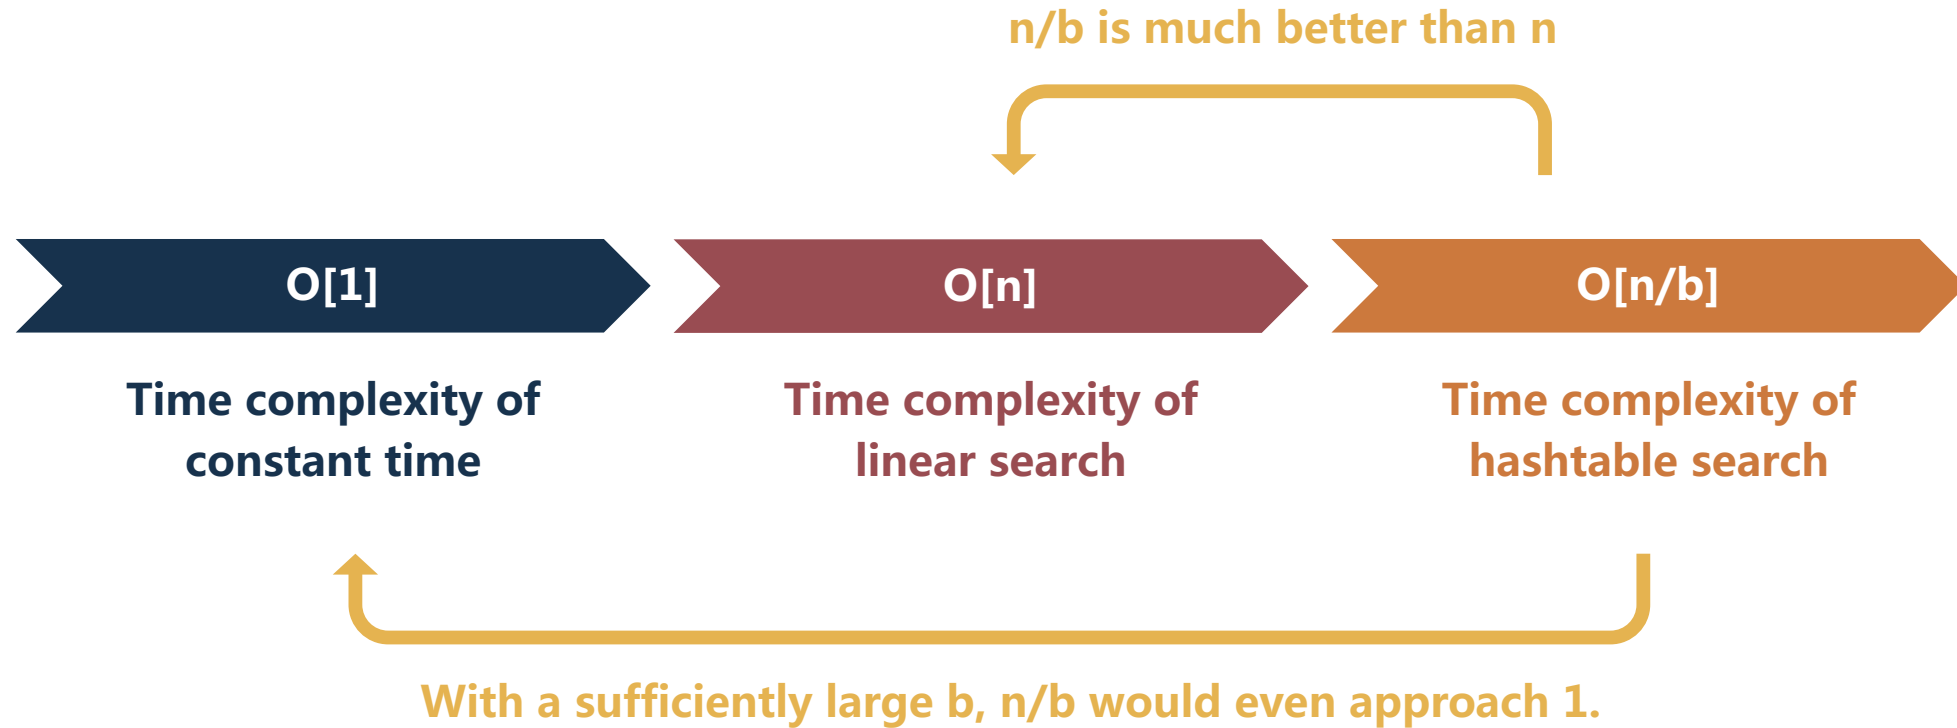 n/b is much better than n
O[1]
O[n]
O[n/b]
Time complexity of
constant time
Time complexity of
linear search
Time complexity of
hashtable search
With a sufficiently large b, n/b would even approach 1.